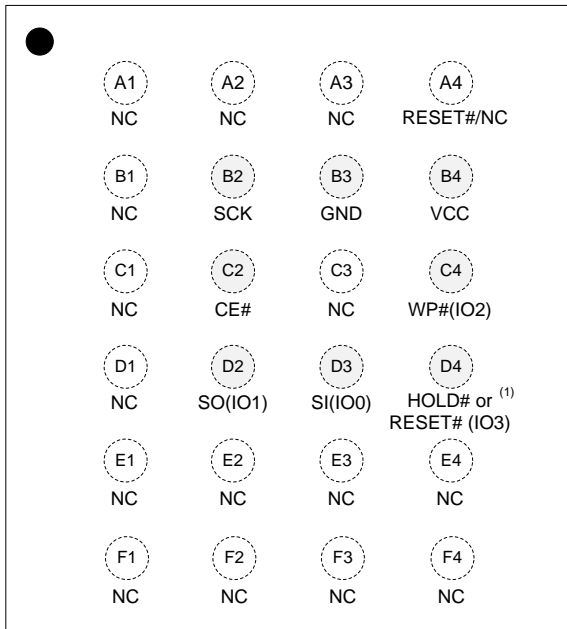 A1 A2 A3 A4
NC NC NC RESET#/NC
B1 B2 B3 B4
NC SCK GND VCC
C1 C2 C3 C4
NC CE# NC WP#(IO2)
D1 D2 D3 D4
NC SO(IO1) SI(IO0) HOLD# or (1)
RESET# (IO3)
E1 E2 E3 E4
NC NC NC NC
F1 F2 F3 F4
NC NC NC NC